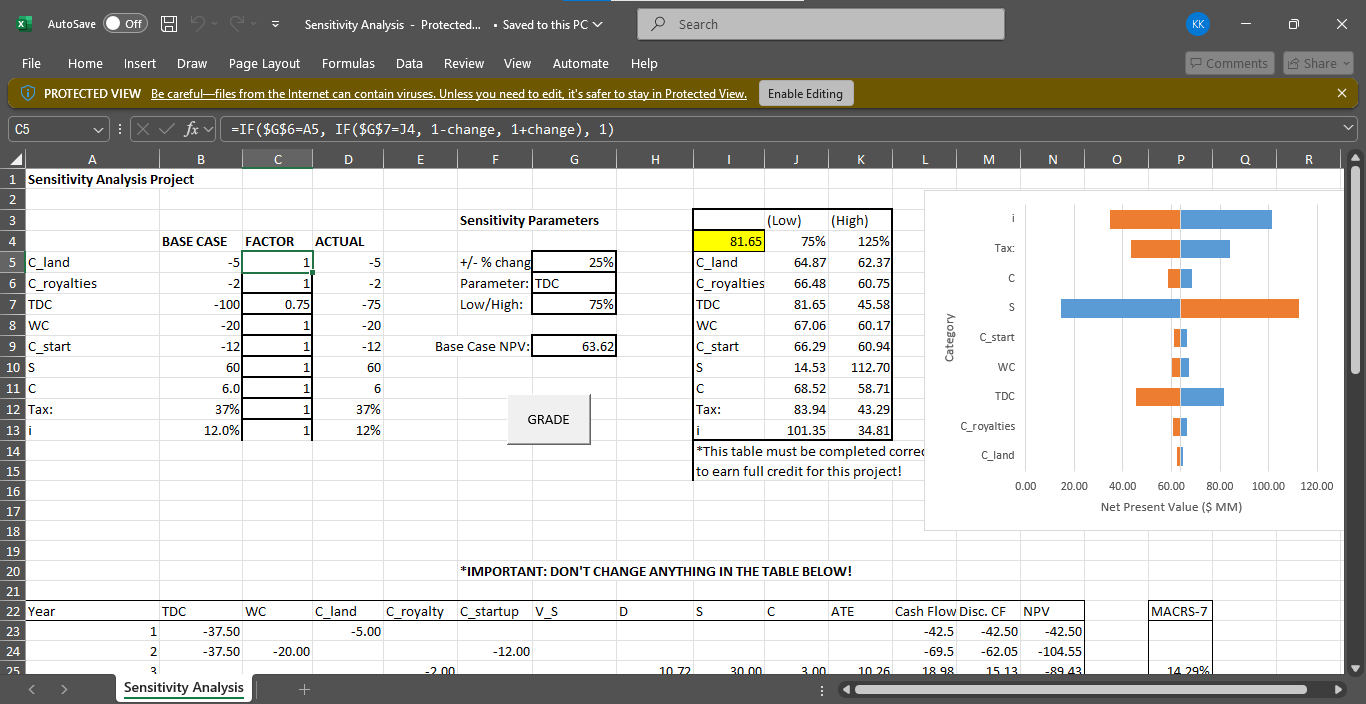 AutoSave Off Sensitivity Analysis - Protected... • Saved to this PC Search KK
File Home Insert Draw Page Layout Formulas Data Review View Automate Help Comments Share
PROTECTED VIEW Be careful—files from the Internet can contain viruses. Unless you need to edit, it's safer to stay in Protected View. Enable Editing
C5 fx =IF($G$6=A5, IF($G$7=J4, 1-change, 1+change), 1)
A B C D E F G H I J K L M N O P Q R
1 Sensitivity Analysis Project
2
3 Sensitivity Parameters (Low) (High)
4 BASE CASE FACTOR ACTUAL 81.65 75% 125%
5 C_land -5 1 -5 +/- % chang 25% C_land 64.87 62.37
6 C_royalties -2 1 -2 Parameter: TDC C_royalties 66.48 60.75
7 TDC -100 0.75 -75 Low/High: 75% TDC 81.65 45.58
8 WC -20 1 -20 WC 67.06 60.17
9 C_start -12 1 -12 Base Case NPV: 63.62 C_start 66.29 60.94
10 S 60 1 60 S 14.53 112.70
11 C 6.0 1 6 C 68.52 58.71
12 Tax: 37% 1 37% Tax: 83.94 43.29
13 i 12.0% 1 12% i 101.35 34.81
GRADE
14 *This table must be completed correc
15 to earn full credit for this project!
16
17
18
19
20 *IMPORTANT: DON'T CHANGE ANYTHING IN THE TABLE BELOW!
21
22 Year TDC WC C_land C_royalty C_startup V_S D S C ATE Cash Flow Disc. CF NPV MACRS-7
23 1 -37.50 -5.00 -42.5 -42.50 -42.50
24 2 -37.50 -20.00 -12.00 -69.5 -62.05 -104.55
25 3 -2.00 10.72 30.00 3.00 10.26 18.98 15.13 -89.43 14.29%
Category
i
Tax:
C
S
C_start
WC
TDC
C_royalties
C_land
0.00 20.00 40.00 60.00 80.00 100.00 120.00
Net Present Value ($ MM)
Sensitivity Analysis